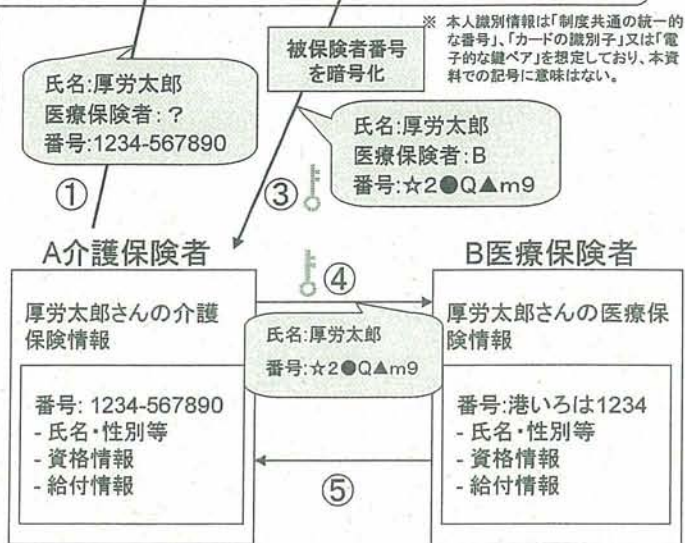 ※ 本人識別情報は「制度共通の統一的
な番号」、「カードの識別子」又は「電
子的な鍵ペア」を想定しており、本資
料での記号に意味はない。
被保険者番号
を暗号化
氏名:厚労太郎
医療保険者:？
番号:1234-567890
①
氏名:厚労太郎
医療保険者:B
番号:☆2●Q▲m9
③
A介護保険者
B医療保険者
④
厚労太郎さんの介護
保険情報
氏名:厚労太郎
番号:☆2●Q▲m9
厚労太郎さんの医療保
険情報
番号: 1234-567890
- 氏名・性別等
- 資格情報
- 給付情報
番号:港いろは1234
- 氏名・性別等
- 資格情報
- 給付情報
⑤